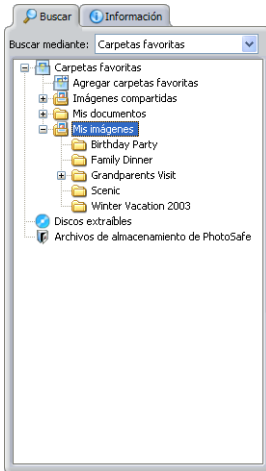 Buscar Información
Buscar mediante: Carpetas favoritas
Carpetas favoritas
Agregar carpetas favoritas
Imágenes compartidas
Mis documentos
Mis imágenes
Birthday Party
Family Dinner
Grandparents Visit
Scenic
Winter Vacation 2003
Discos extraíbles
Archivos de almacenamiento de PhotoSafe